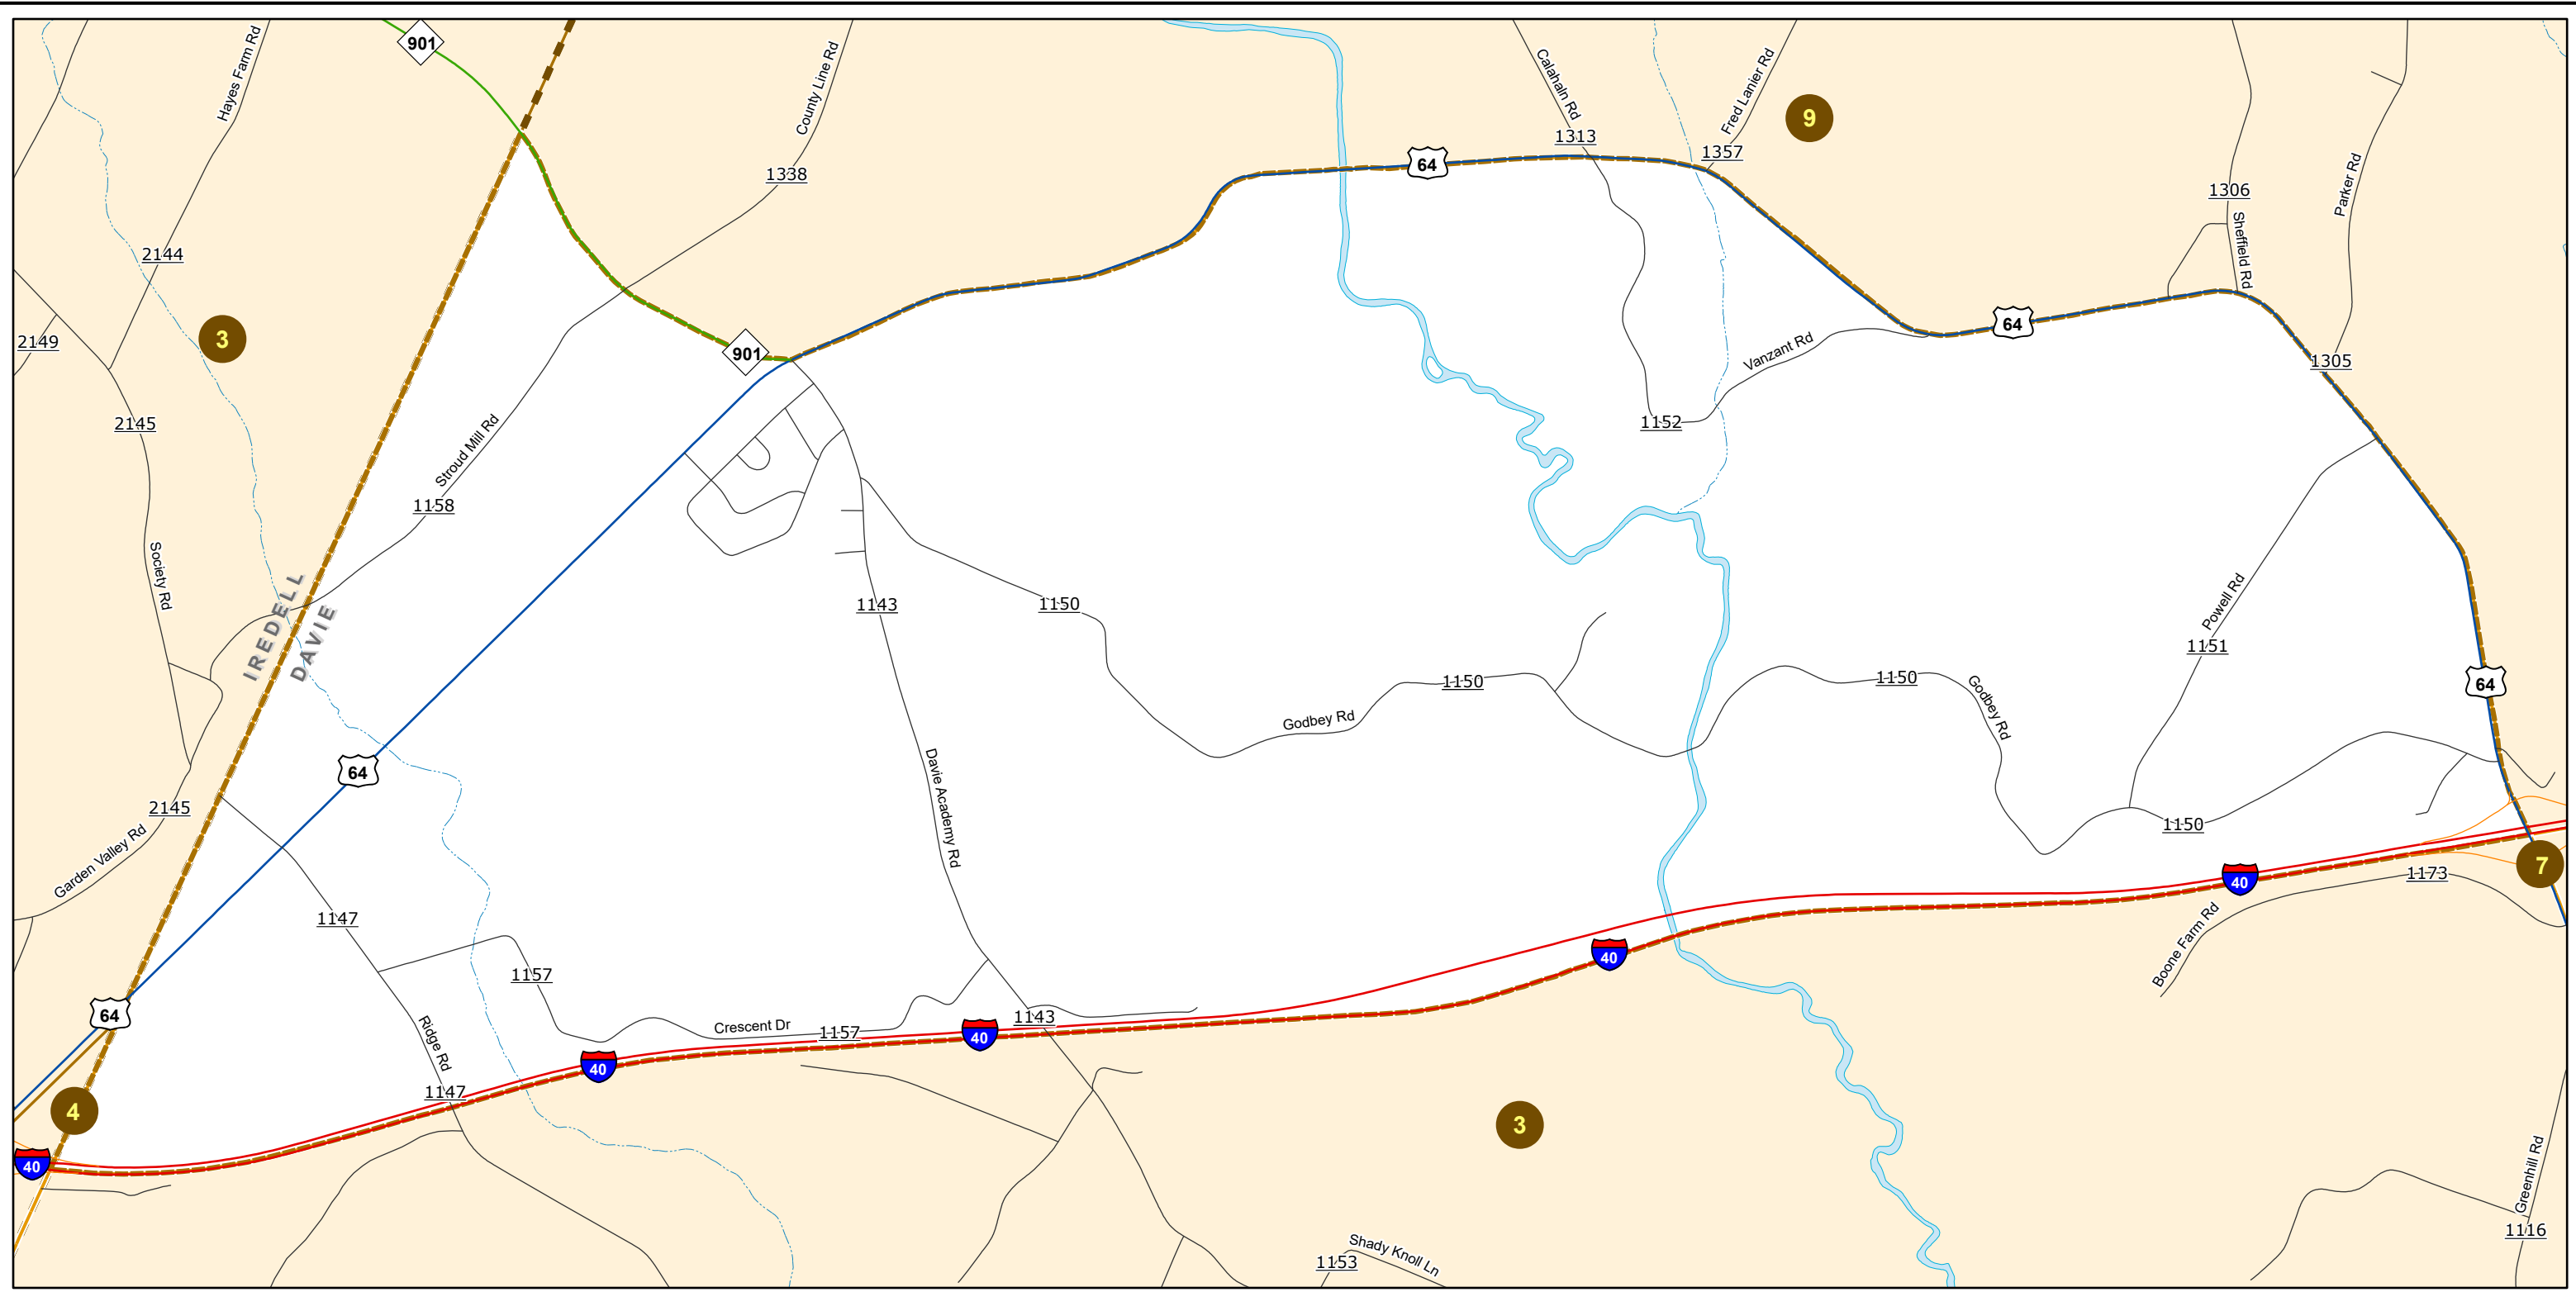 901
Hayes Farm Rd
County Line Rd
Calahaln Rd
Fred Lanier Rd
9
1313
1357
64
1338
1306
Parker Rd
Sheffield Rd
2144
3
2149
901
64
Vanzant Rd
1305
2145
Stroud Mill Rd
1152
1158
Society Rd
IREDELL
DAVIE
1143
1150
Powell Rd
1151
1150
1150
64
Godbey Rd
Godbey Rd
64
Davie Academy Rd
2145
1150
Garden Valley Rd
7
40
1173
1147
Boone Farm Rd
40
1157
64
Ridge Rd
Crescent Dr
1157
1143
40
40
1147
4
3
40
Greenhill Rd
1116
1153
Shady Knoll Ln